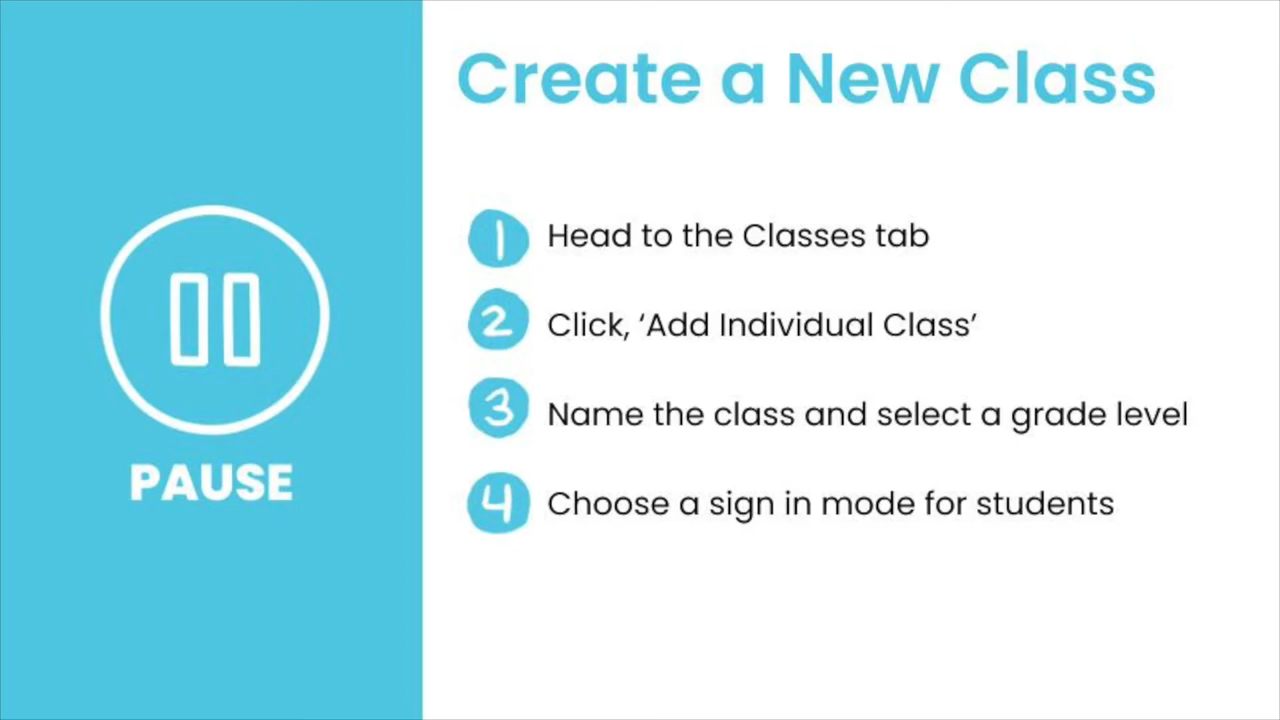 Create a New Class
1 Head to the Classes tab
2 Click, ‘Add Individual Class’
3 Name the class and select a grade level
4 Choose a sign in mode for students
PAUSE